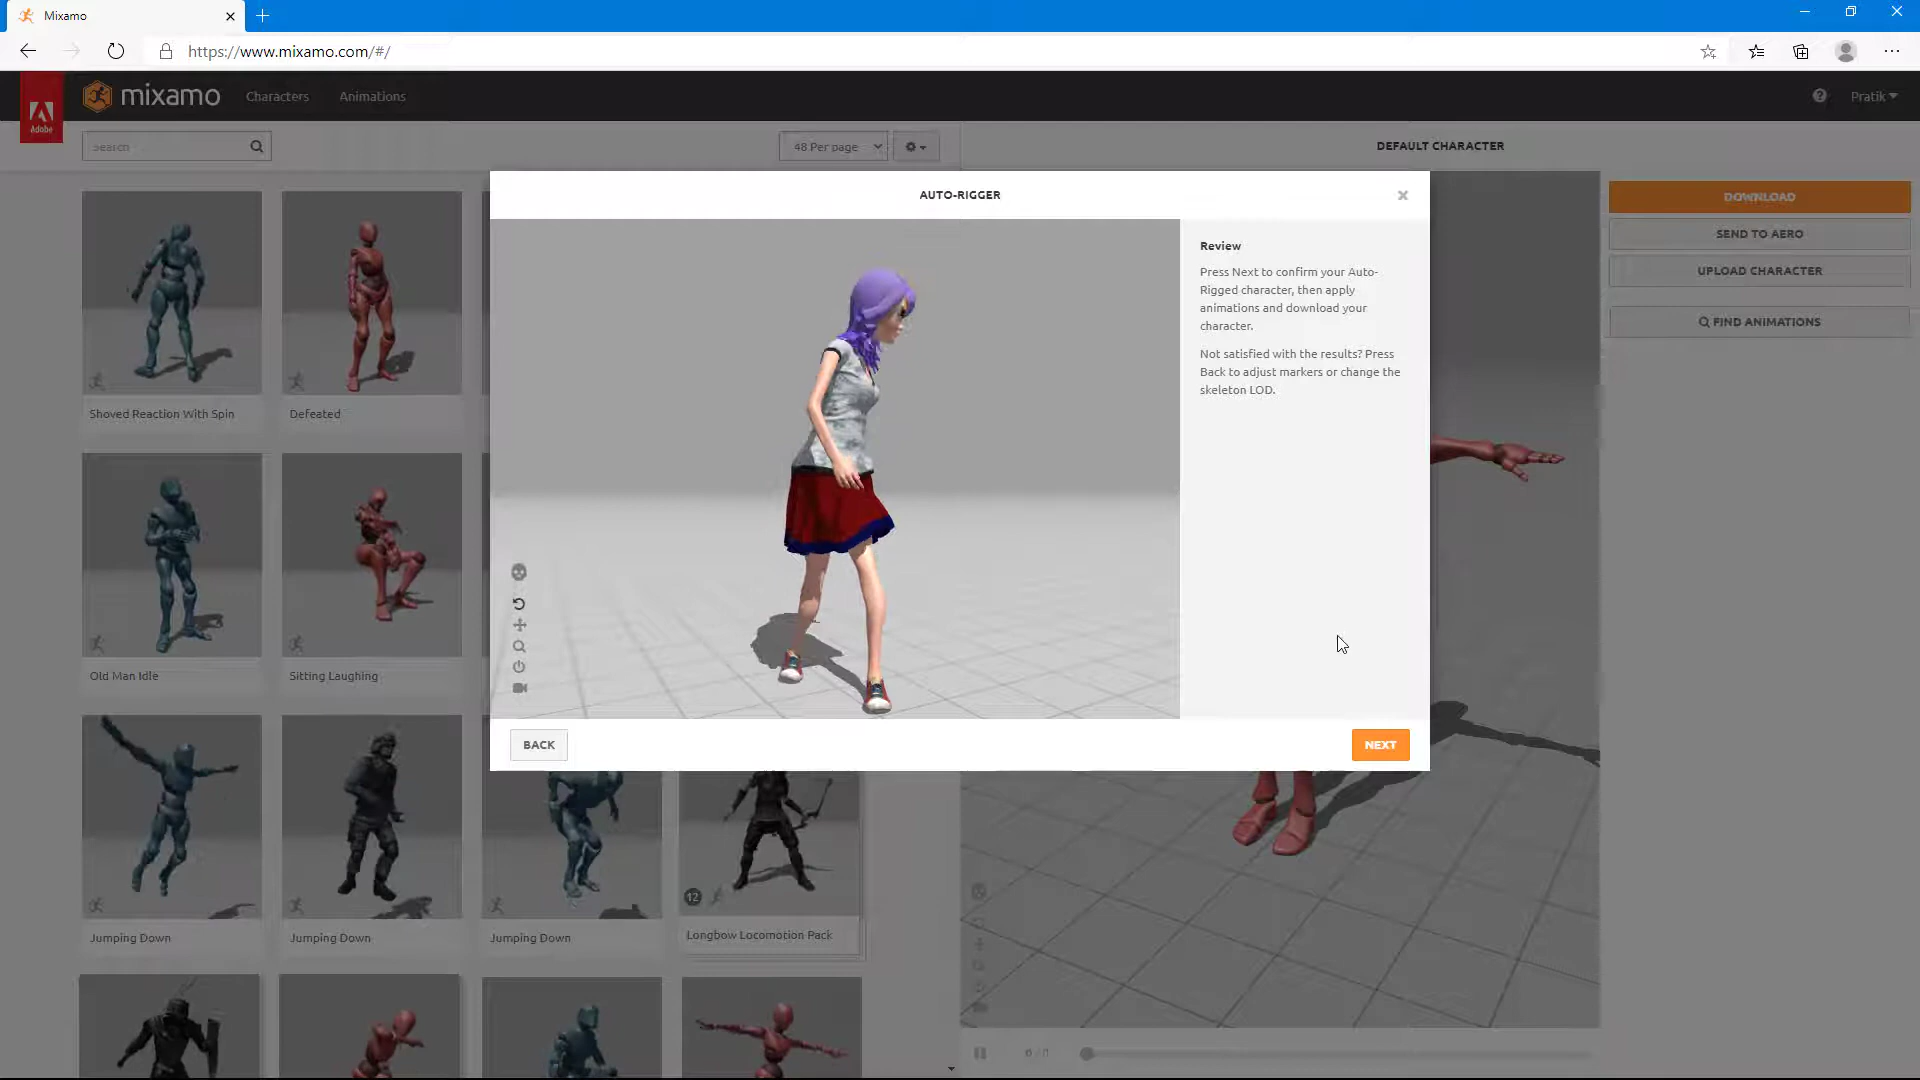 Mixamo
https://www.mixamo.com/#/
Adobe
mixamo
Characters
Animations
Pratik
Search
48 Per page
DEFAULT CHARACTER
AUTO-RIGGER
Review
Press Next to confirm your Auto-
Rigged character, then apply
animations and download your
character.
Not satisfied with the results? Press
Back to adjust markers or change the
skeleton LOD.
BACK
NEXT
DOWNLOAD
SEND TO AERO
UPLOAD CHARACTER
FIND ANIMATIONS
Shoved Reaction With Spin
Defeated
Old Man Idle
Sitting Laughing
Jumping Down
Jumping Down
Jumping Down
12
Longbow Locomotion Pack